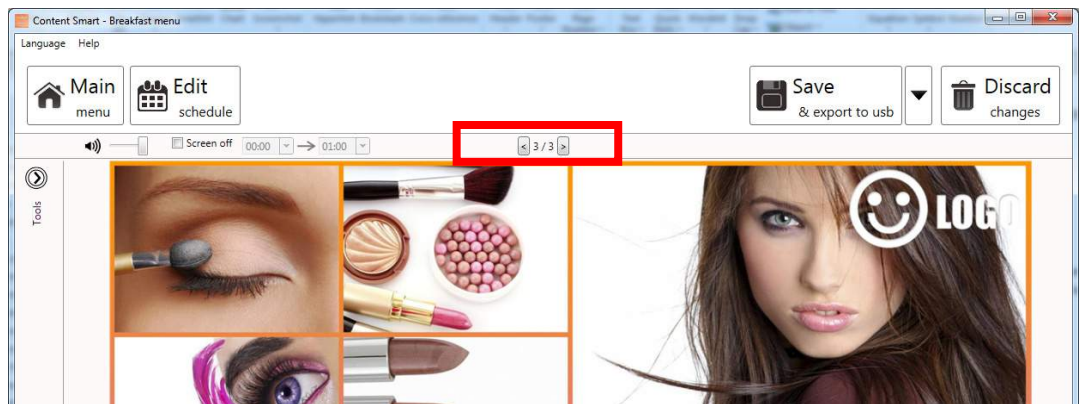 Content Smart - Breakfast menu
Language Help
Main
menu
Edit
schedule
Save
& export to usb
Discard
changes
Screen off 00:00 01:00
< 3 / 3 >
Tools
LOGO